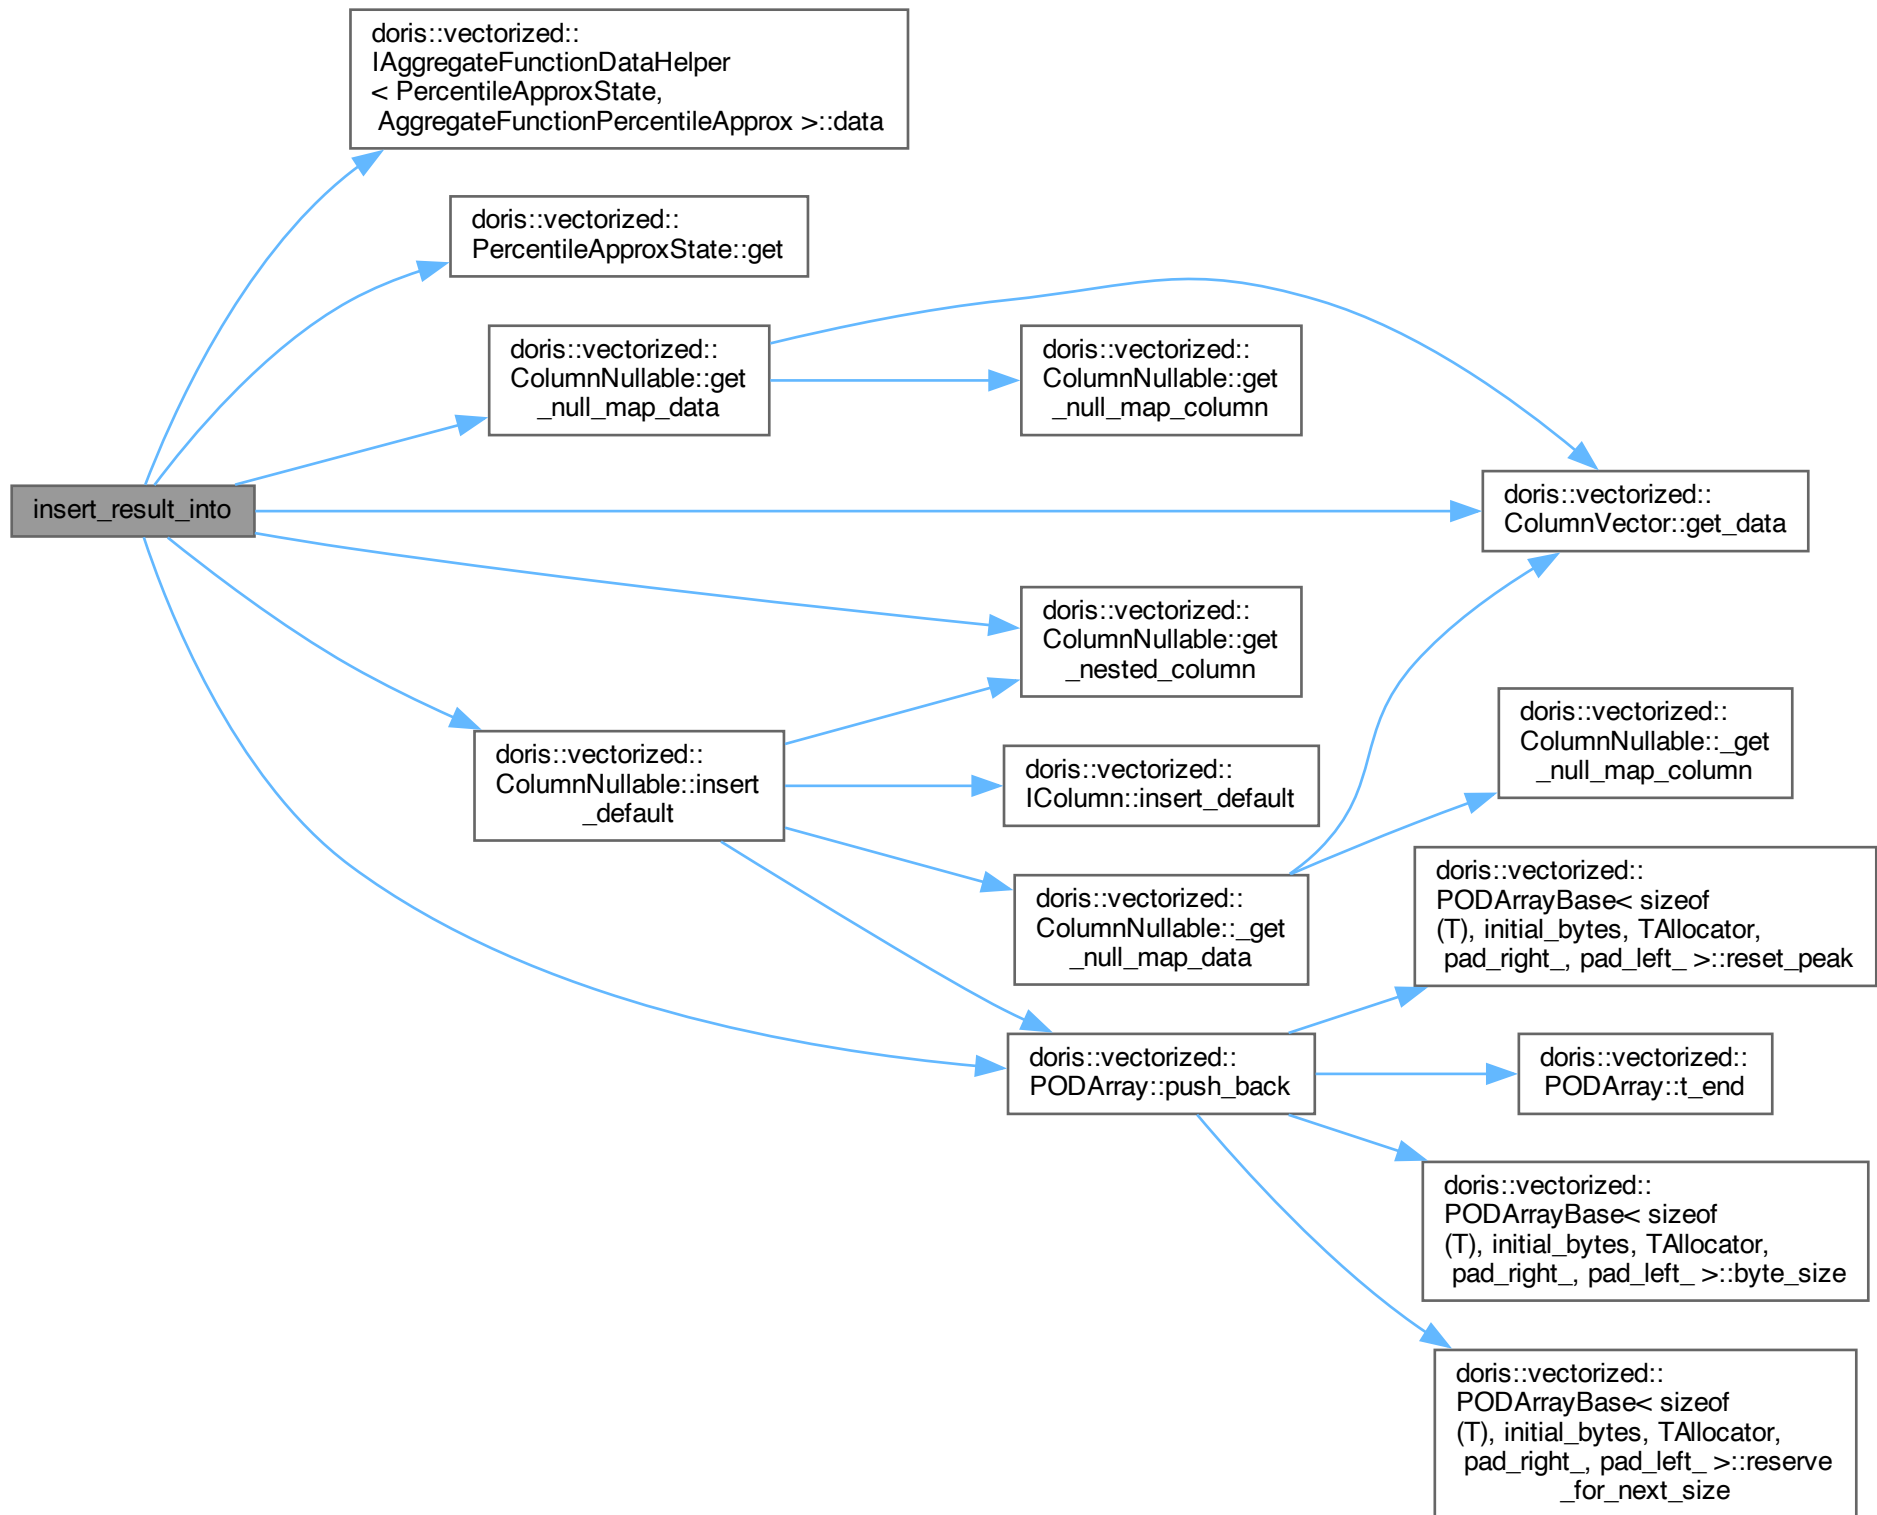 doris::vectorized::
IAggregateFunctionDataHelper
< PercentileApproxState,
AggregateFunctionPercentileApprox >::data
doris::vectorized::
PercentileApproxState::get
doris::vectorized::
ColumnNullable::get
_null_map_data
doris::vectorized::
ColumnNullable::get
_null_map_column
insert_result_into
doris::vectorized::
ColumnVector::get_data
doris::vectorized::
ColumnNullable::get
_nested_column
doris::vectorized::
ColumnNullable::insert
_default
doris::vectorized::
IColumn::insert_default
doris::vectorized::
ColumnNullable::_get
_null_map_column
doris::vectorized::
ColumnNullable::_get
_null_map_data
doris::vectorized::
PODArrayBase< sizeof
(T), initial_bytes, TAllocator,
pad_right_, pad_left_ >::reset_peak
doris::vectorized::
PODArray::push_back
doris::vectorized::
PODArray::t_end
doris::vectorized::
PODArrayBase< sizeof
(T), initial_bytes, TAllocator,
pad_right_, pad_left_ >::byte_size
doris::vectorized::
PODArrayBase< sizeof
(T), initial_bytes, TAllocator,
pad_right_, pad_left_ >::reserve
_for_next_size